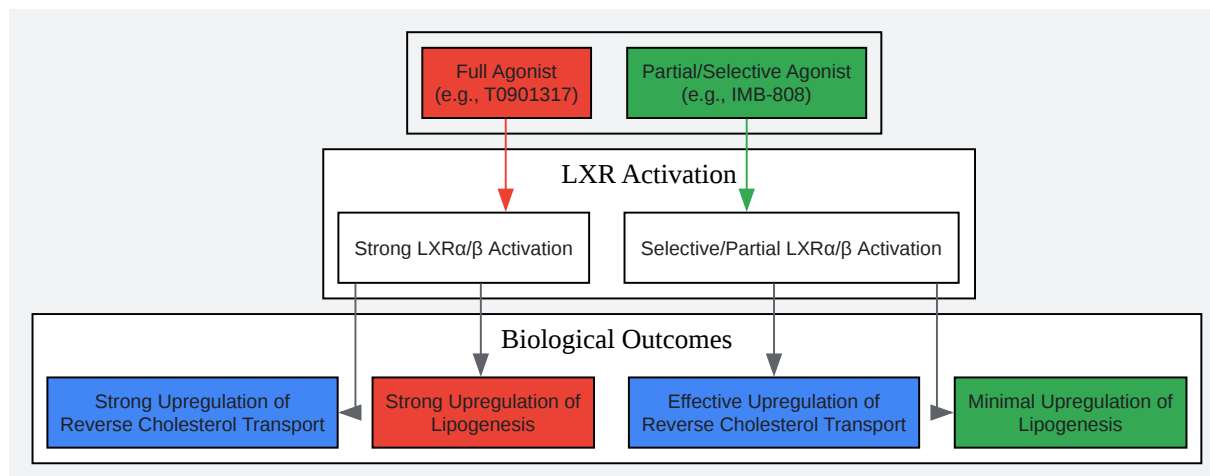 Full Agonist
(e.g., T0901317)
Partial/Selective Agonist
(e.g., IMB-808)
LXR Activation
Strong LXRα/β Activation
Selective/Partial LXRα/β Activation
Biological Outcomes
Strong Upregulation of
Reverse Cholesterol Transport
Strong Upregulation of
Lipogenesis
Effective Upregulation of
Reverse Cholesterol Transport
Minimal Upregulation of
Lipogenesis